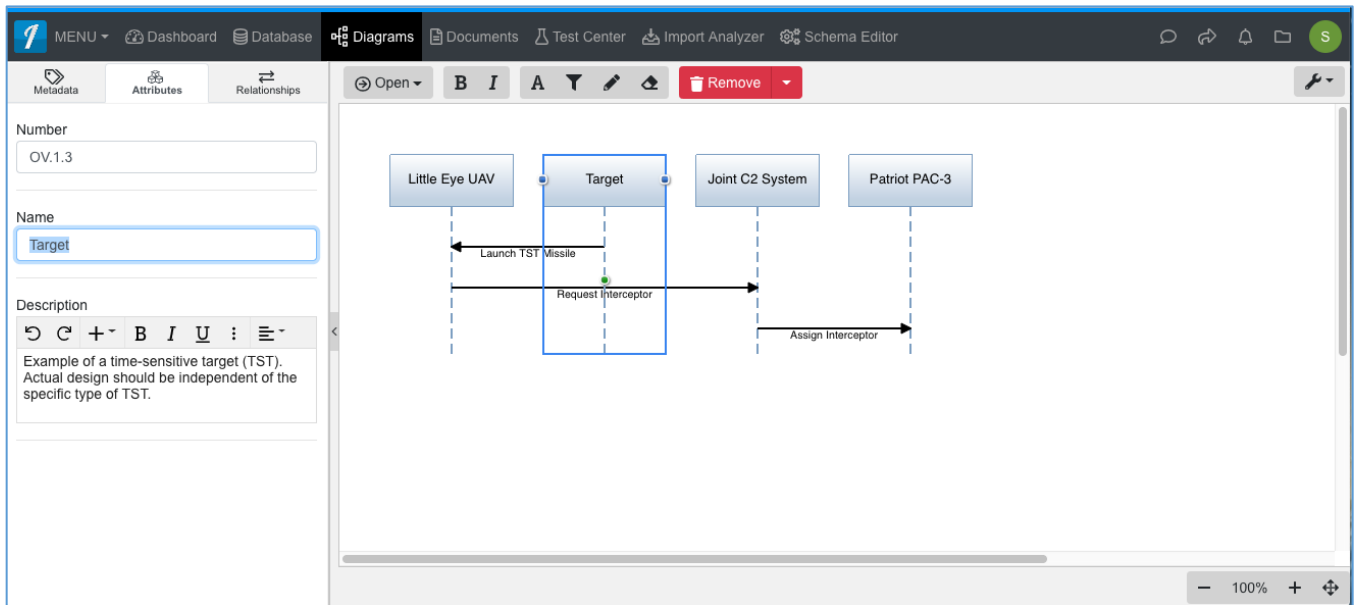 MENU Dashboard Database Diagrams Documents Test Center Import Analyzer Schema Editor S
Metadata Attributes Relationships
Open B I A Remove
Number
OV.1.3
Name
Target
Description
B I U
Example of a time-sensitive target (TST).
Actual design should be independent of the
specific type of TST.
Little Eye UAV Target Joint C2 System Patriot PAC-3
Launch TST Missile
Request Interceptor
Assign Interceptor
100%